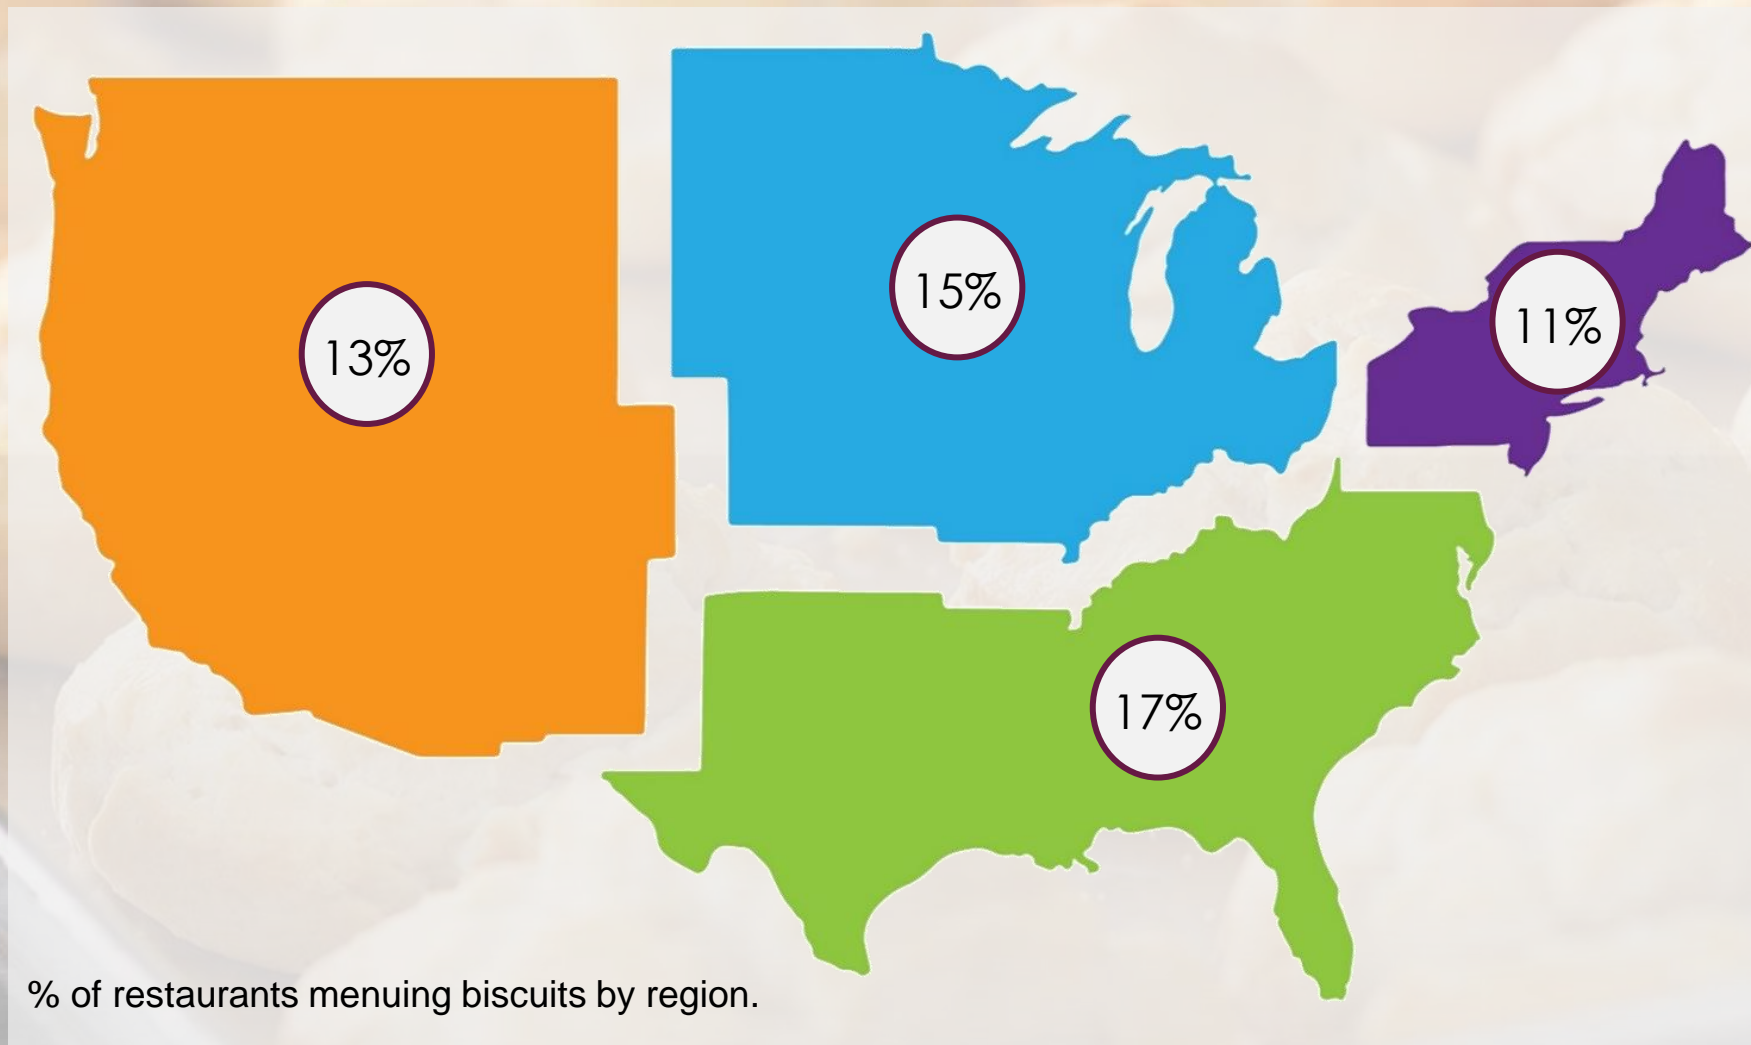 15%
11%
13%
17%
% of restaurants menuing biscuits by region.